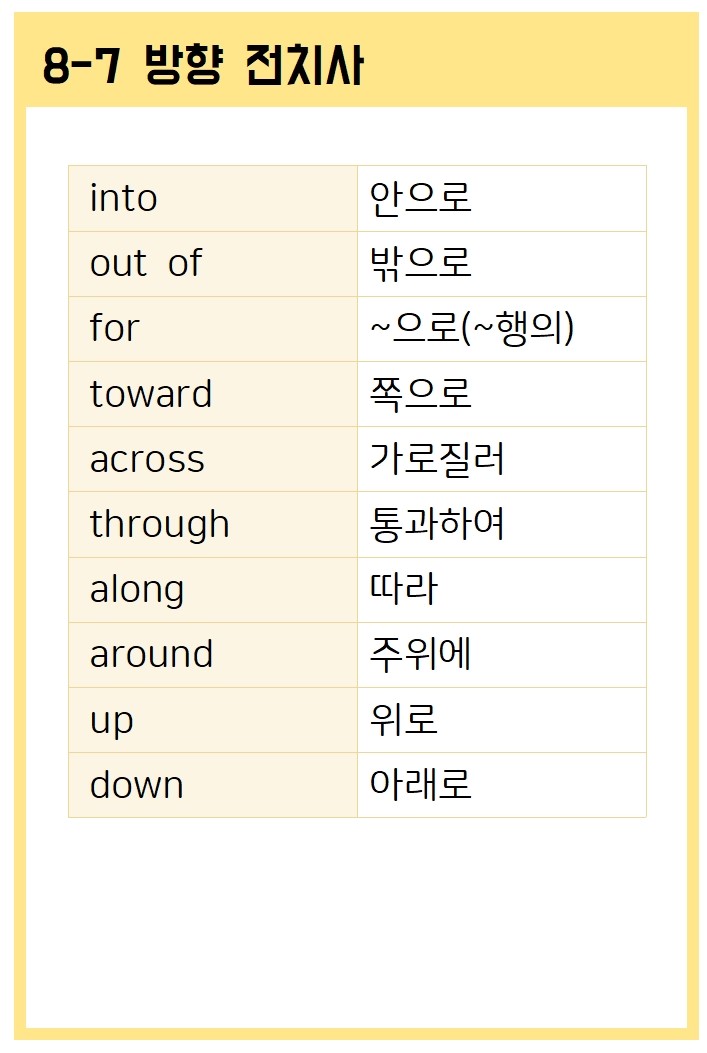 8-7 방향 전치사
into 안으로
out of 밖으로
for ~으로(~행의)
toward 쪽으로
across 가로질러
through 통과하여
along 따라
around 주위에
up 위로
down 아래로